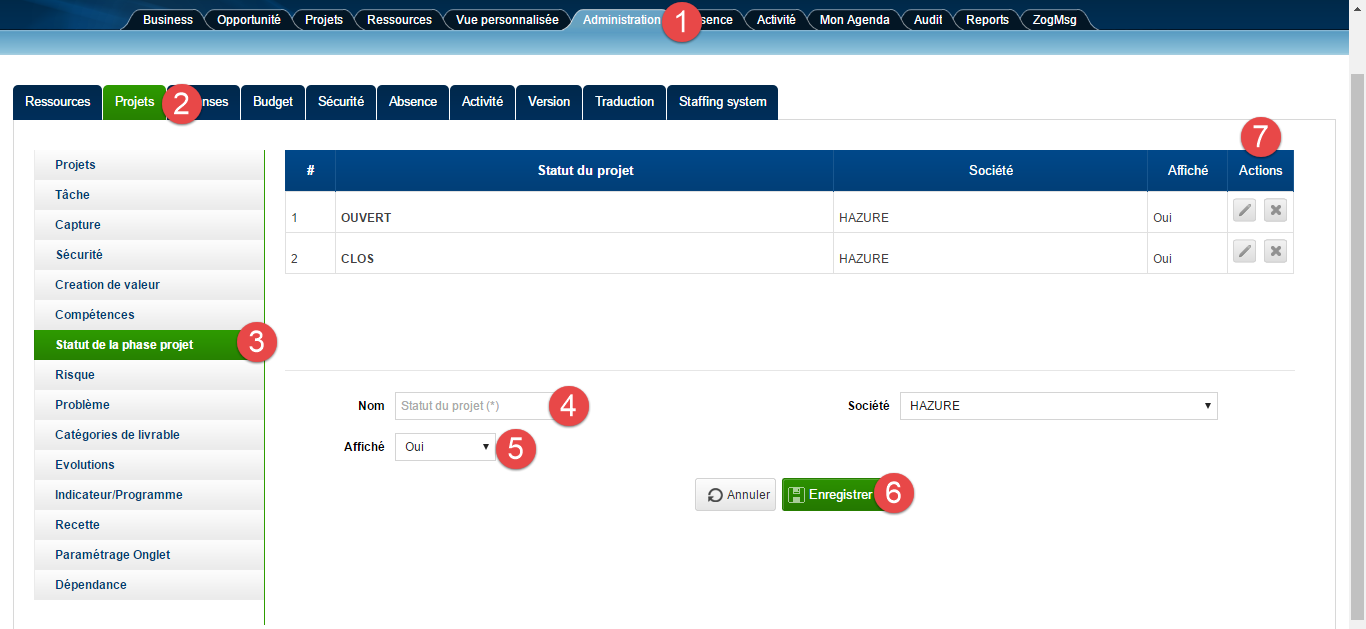 Business Opportunité Projets Ressources Vue personnalisée Administration 1 sence Activité Mon Agenda Audit Reports ZogMsg
Ressources Projets 2 nses Budget Sécurité Absence Activité Version Traduction Staffing system
7
Projets
Tâche
Capture
Sécurité
Creation de valeur
Compétences
Statut de la phase projet 3
Risque
Problème
Catégories de livrable
Evolutions
Indicateur/Programme
Recette
Paramétrage Onglet
Dépendance
# Statut du projet Société Affiché Actions
1 OUVERT HAZURE Oui
2 CLOS HAZURE Oui
Nom Statut du projet (*) 4 Société HAZURE
Affiché Oui 5
Annuler Enregistrer 6